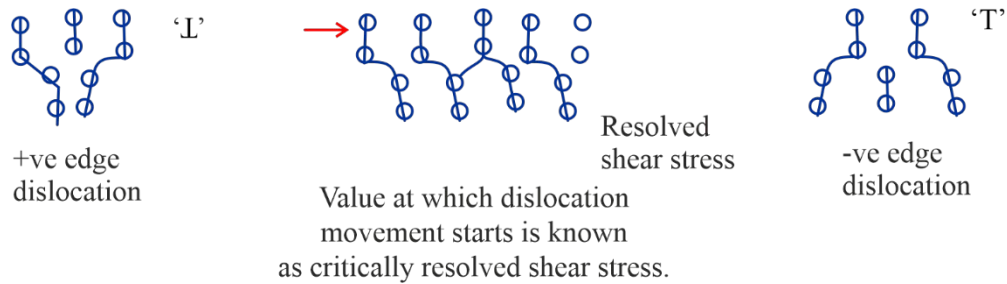 ‘⊥’
‘T’
+ve edge
dislocation
Resolved
shear stress
-ve edge
dislocation
Value at which dislocation
movement starts is known
as critically resolved shear stress.